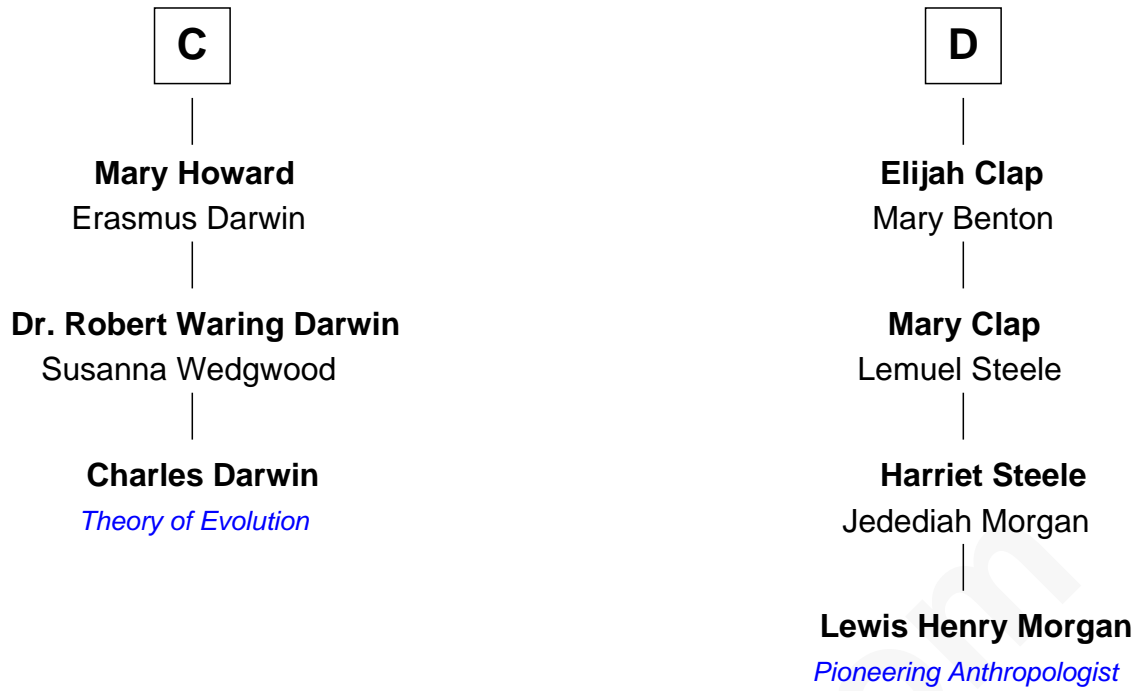 C
Mary Howard
Erasmus Darwin
Dr. Robert Waring Darwin
Susanna Wedgwood
Charles Darwin
Theory of Evolution
D
Elijah Clap
Mary Benton
Mary Clap
Lemuel Steele
Harriet Steele
Jedediah Morgan
Lewis Henry Morgan
Pioneering Anthropologist